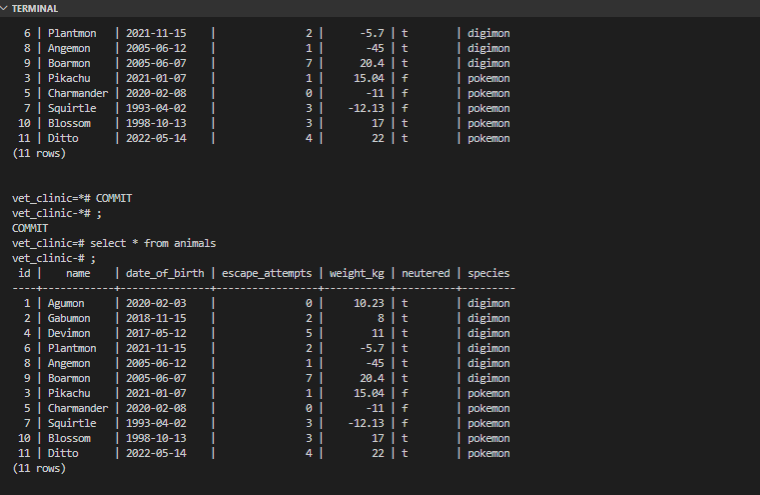 TERMINAL
6 | Plantmon   | 2021-11-15    |               2 |      -5.7 | t        | digimon
8 | Angemon    | 2005-06-12    |               1 |       -45 | t        | digimon
9 | Boarmon    | 2005-06-07    |               7 |      20.4 | t        | digimon
3 | Pikachu    | 2021-01-07    |               1 |     15.04 | f        | pokemon
5 | Charmander | 2020-02-08    |               0 |       -11 | f        | pokemon
7 | Squirtle   | 1993-04-02    |               3 |    -12.13 | f        | pokemon
10 | Blossom    | 1998-10-13    |               3 |        17 | t        | pokemon
11 | Ditto      | 2022-05-14    |               4 |        22 | t        | pokemon
(11 rows)
vet_clinic=*# COMMIT
vet_clinic-*# ;
COMMIT
vet_clinic=# select * from animals
vet_clinic-# ;
id |    name    | date_of_birth | escape_attempts | weight_kg | neutered | species
----+------------+---------------+-----------------+-----------+----------+---------
1 | Agumon     | 2020-02-03    |               0 |     10.23 | t        | digimon
2 | Gabumon    | 2018-11-15    |               2 |         8 | t        | digimon
4 | Devimon    | 2017-05-12    |               5 |        11 | t        | digimon
6 | Plantmon   | 2021-11-15    |               2 |      -5.7 | t        | digimon
8 | Angemon    | 2005-06-12    |               1 |       -45 | t        | digimon
9 | Boarmon    | 2005-06-07    |               7 |      20.4 | t        | digimon
3 | Pikachu    | 2021-01-07    |               1 |     15.04 | f        | pokemon
5 | Charmander | 2020-02-08    |               0 |       -11 | f        | pokemon
7 | Squirtle   | 1993-04-02    |               3 |    -12.13 | f        | pokemon
10 | Blossom    | 1998-10-13    |               3 |        17 | t        | pokemon
11 | Ditto      | 2022-05-14    |               4 |        22 | t        | pokemon
(11 rows)